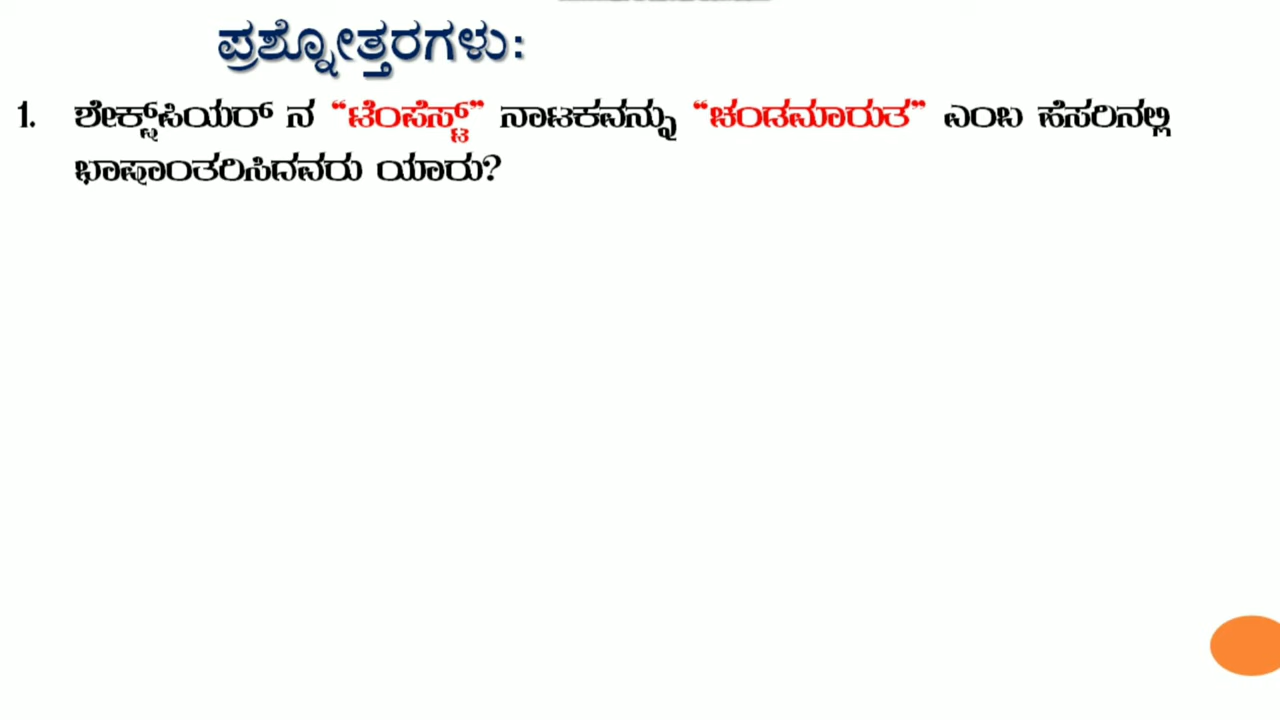 ಪ್ರಶ್ನೋತ್ತರಗಳು:
1. ಶೇಕ್ಸ್‌ಪಿಯರ್ ನ “ಟೆಂಪೆಸ್ಟ್” ನಾಟಕವನ್ನು “ಚಂಡಮಾರುತ” ಎಂಬ ಹೆಸರಿನಲ್ಲಿ
ಭಾಷಾಂತರಿಸಿದವರು ಯಾರು?